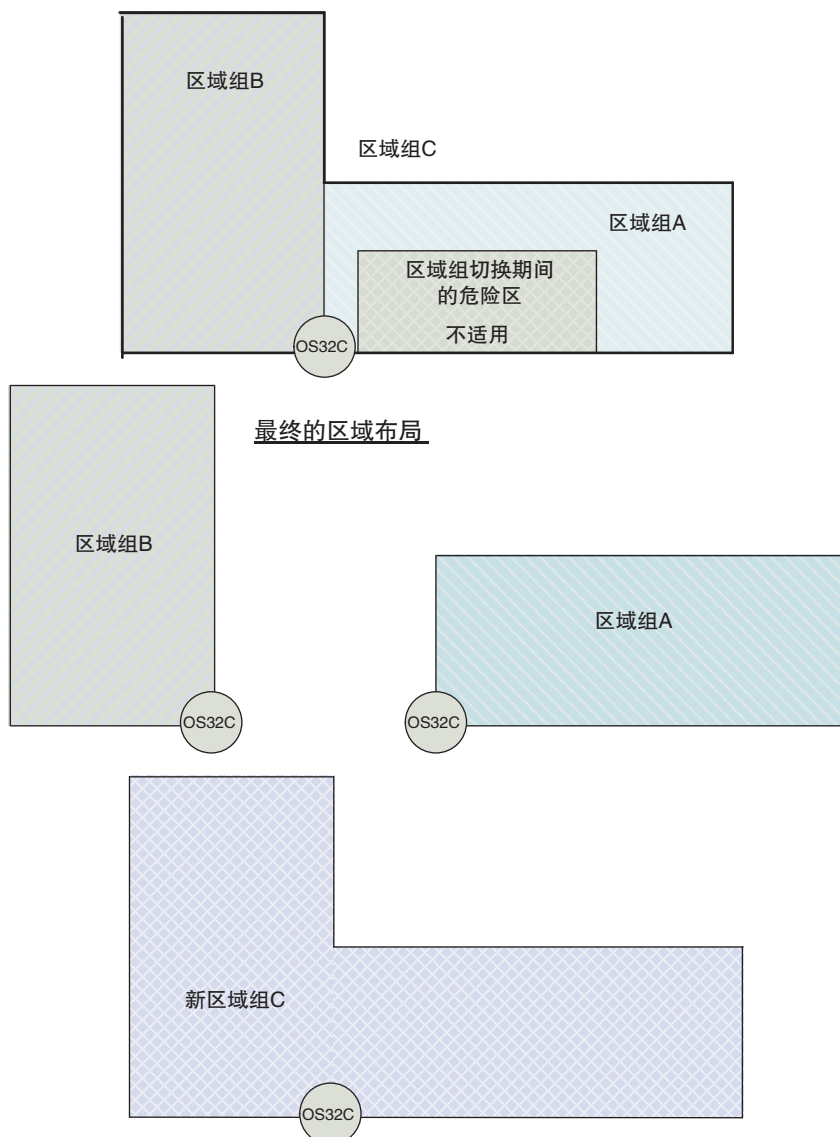 区域组B
区域组C
区域组A
区域组切换期间
的危险区
不适用
OS32C
最终的区域布局
区域组B
区域组A
OS32C
OS32C
新区域组C
OS32C